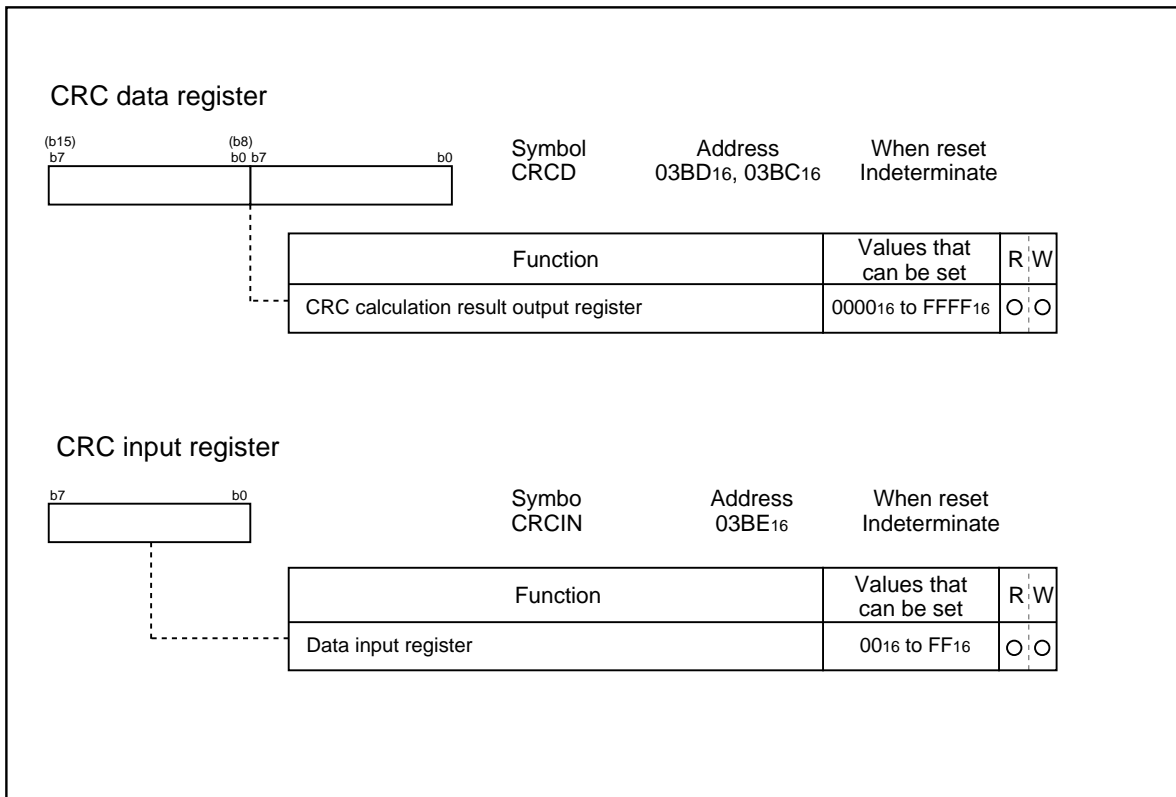 CRC data register
(b15) (b8)
b7 b0 b7 b0
Symbol Address When reset
CRCD 03BD16, 03BC16 Indeterminate
Function Values that can be set R W
CRC calculation result output register 000016 to FFFF16 O O
CRC input register
b7 b0
Symbo Address When reset
CRCIN 03BE16 Indeterminate
Function Values that can be set R W
Data input register 0016 to FF16 O O